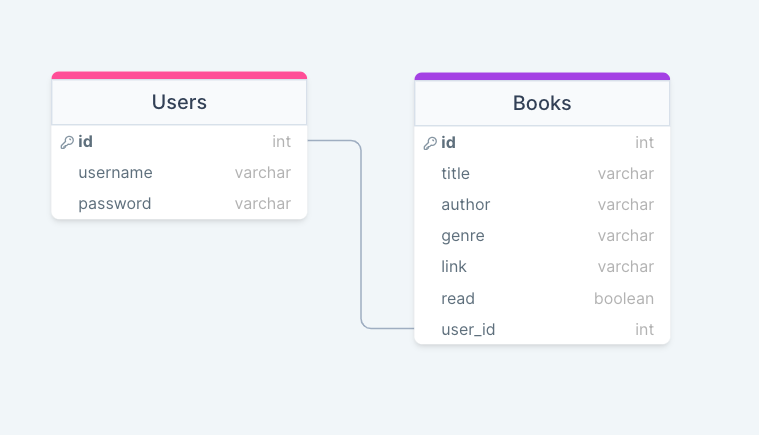 Users
id int
username varchar
password varchar
Books
id int
title varchar
author varchar
genre varchar
link varchar
read boolean
user_id int